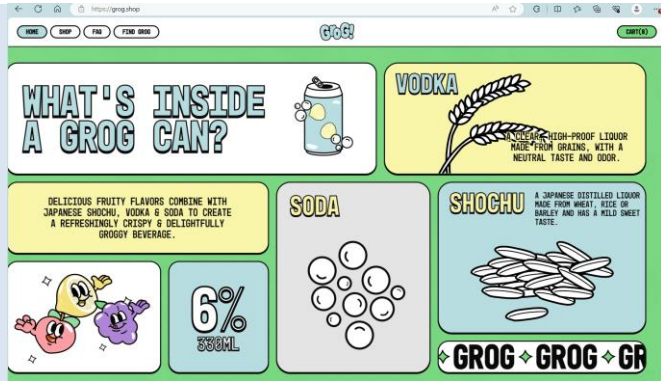 https://grog.shop
HOME
SHOP
FAQ
FIND GROG
GROG!
CART(0)
WHAT'S INSIDE
A GROG CAN?
VODKA
A CLEAR, HIGH-PROOF LIQUOR
MADE FROM GRAINS, WITH A
NEUTRAL TASTE AND ODOR.
DELICIOUS FRUITY FLAVORS COMBINE WITH
JAPANESE SHOCHU, VODKA & SODA TO CREATE
A REFRESHINGLY CRISPY & DELIGHTFULLY
GROGGY BEVERAGE.
SODA
SHOCHU
A JAPANESE DISTILLED LIQUOR
MADE FROM WHEAT, RICE OR
BARLEY AND HAS A MILD SWEET
TASTE.
6%
330ML
GROG GROG GR